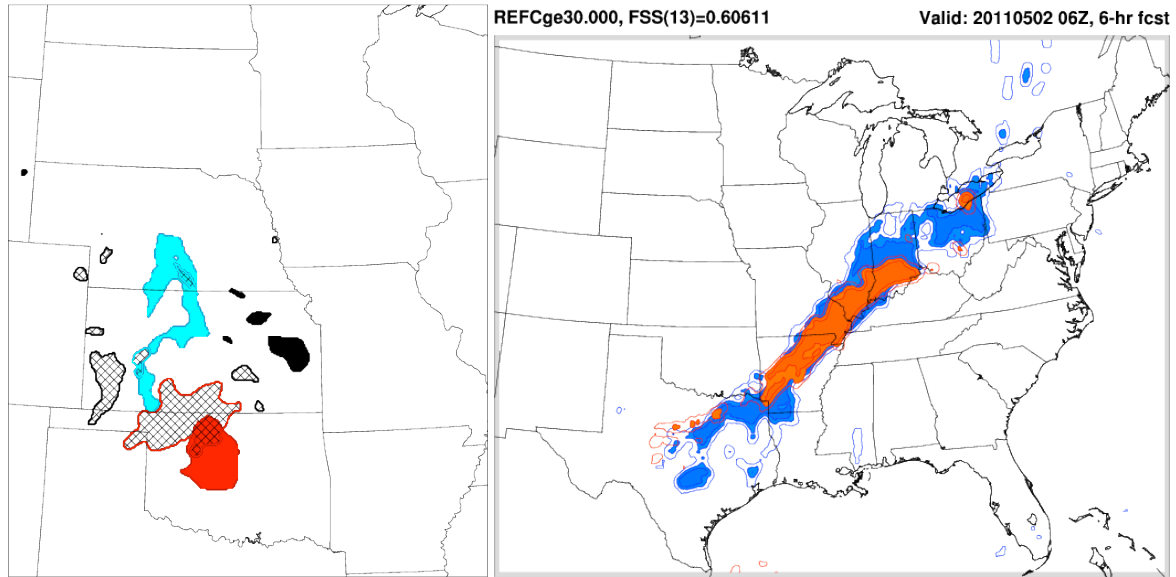 REFCge30.000, FSS(13)=0.60611
Valid: 20110502 06Z, 6-hr fcst